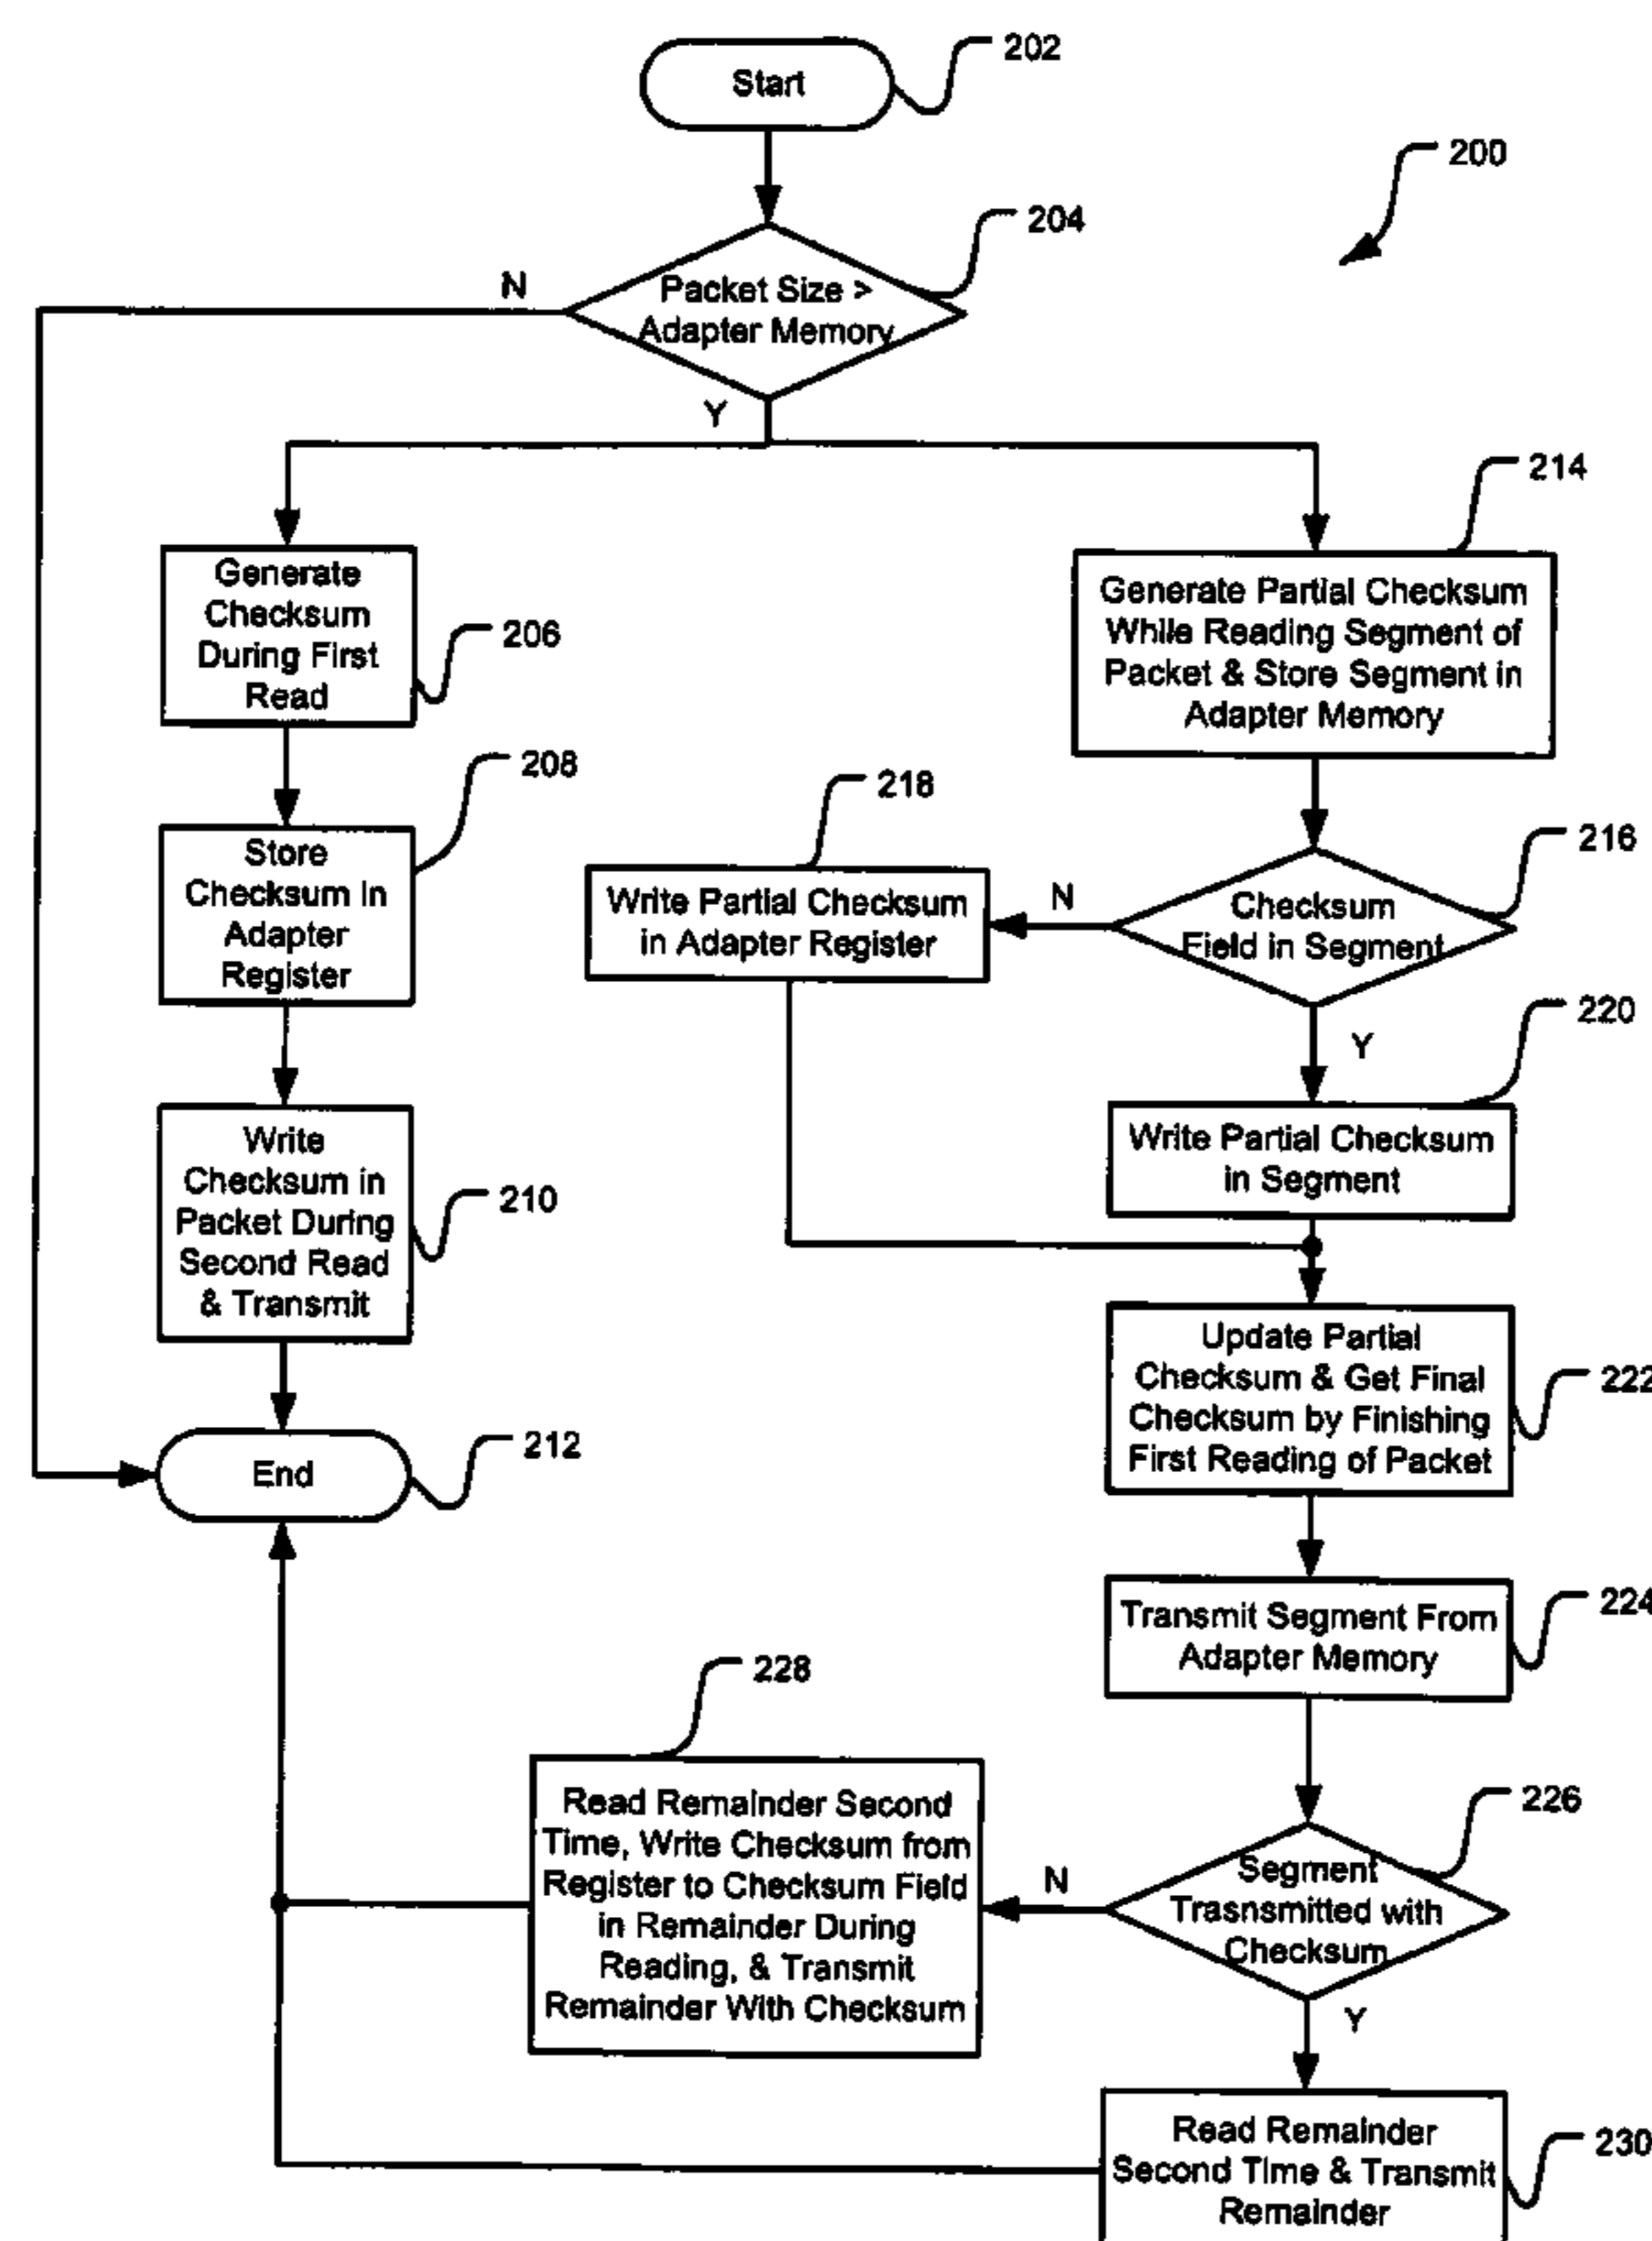 Start
202
200
204
Packet Size >
Adapter Memory
N
Y
Generate
Checksum
During First
Read
206
Store
Checksum in
Adapter
Register
208
Write
Checksum in
Packet During
Second Read
& Transmit
210
End
212
214
Generate Partial Checksum
While Reading Segment of
Packet & Store Segment in
Adapter Memory
216
Checksum
Field in Segment
N
Y
218
Write Partial Checksum
in Adapter Register
220
Write Partial Checksum
in Segment
Update Partial
Checksum & Get Final
Checksum by Finishing
First Reading of Packet
222
Transmit Segment From
Adapter Memory
224
226
Segment
Trasnsmitted with
Checksum
N
Y
228
Read Remainder Second
Time, Write Checksum from
Register to Checksum Field
in Remainder During
Reading, & Transmit
Remainder With Checksum
Read Remainder
Second Time & Transmit
Remainder
230